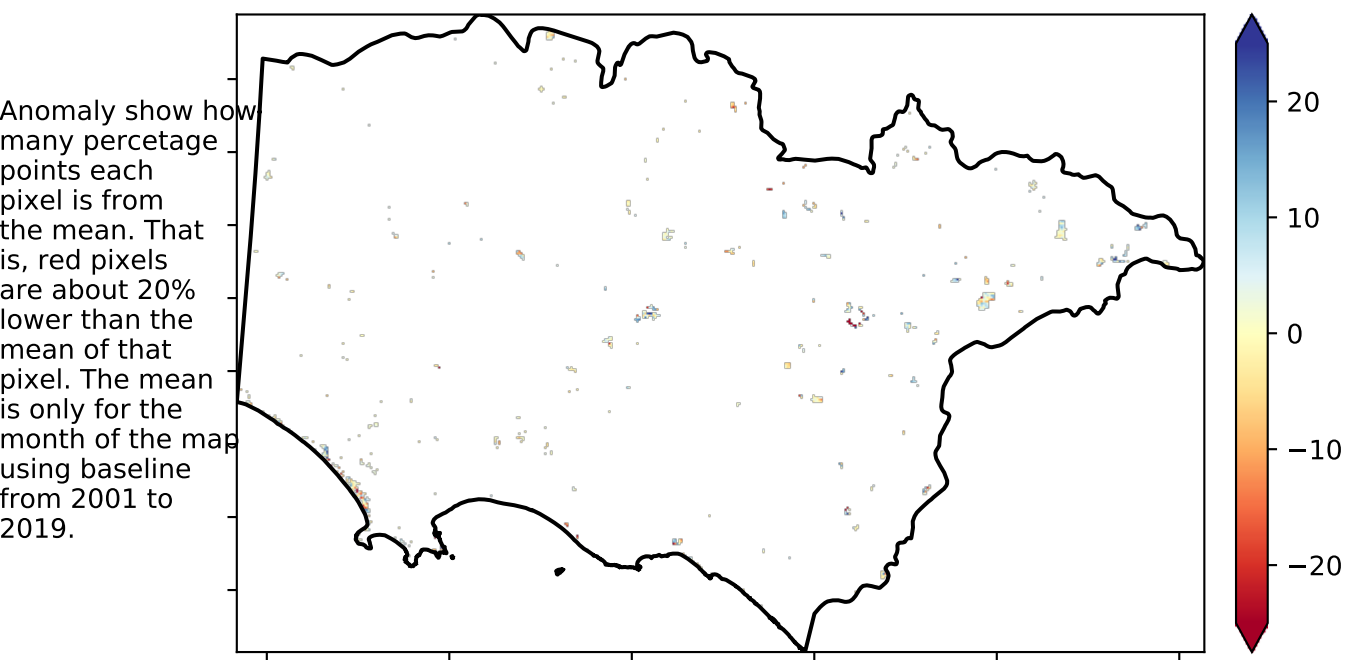 Anomaly show how
many percetage
points each
pixel is from
the mean. That
is, red pixels
are about 20%
lower than the
mean of that
pixel. The mean
is only for the
month of the map
using baseline
from 2001 to
2019.
20
10
0
−10
−20